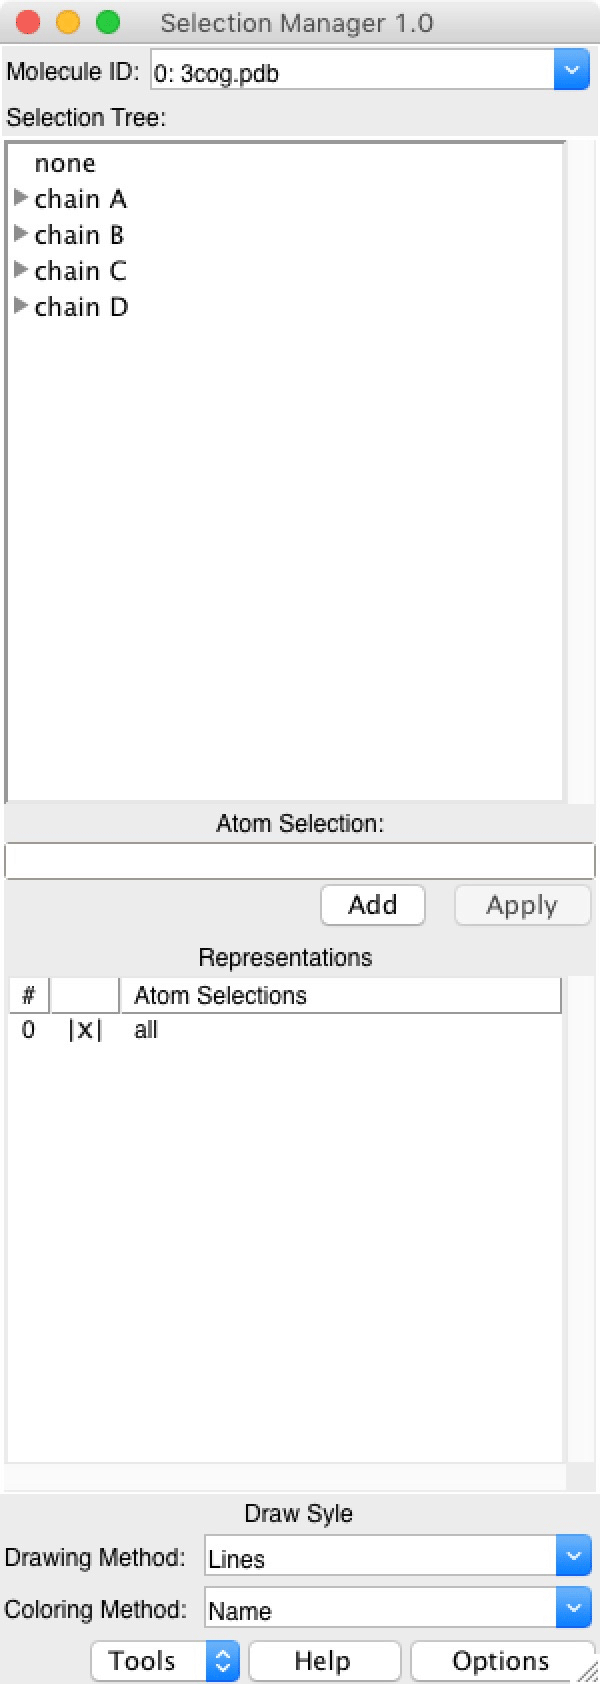 Selection Manager 1.0
Molecule ID: 0: 3cog.pdb
Selection Tree:
none
chain A
chain B
chain C
chain D
Atom Selection:
Add Apply
Representations
# Atom Selections
0 |X| all
Draw Syle
Drawing Method: Lines
Coloring Method: Name
Tools Help Options